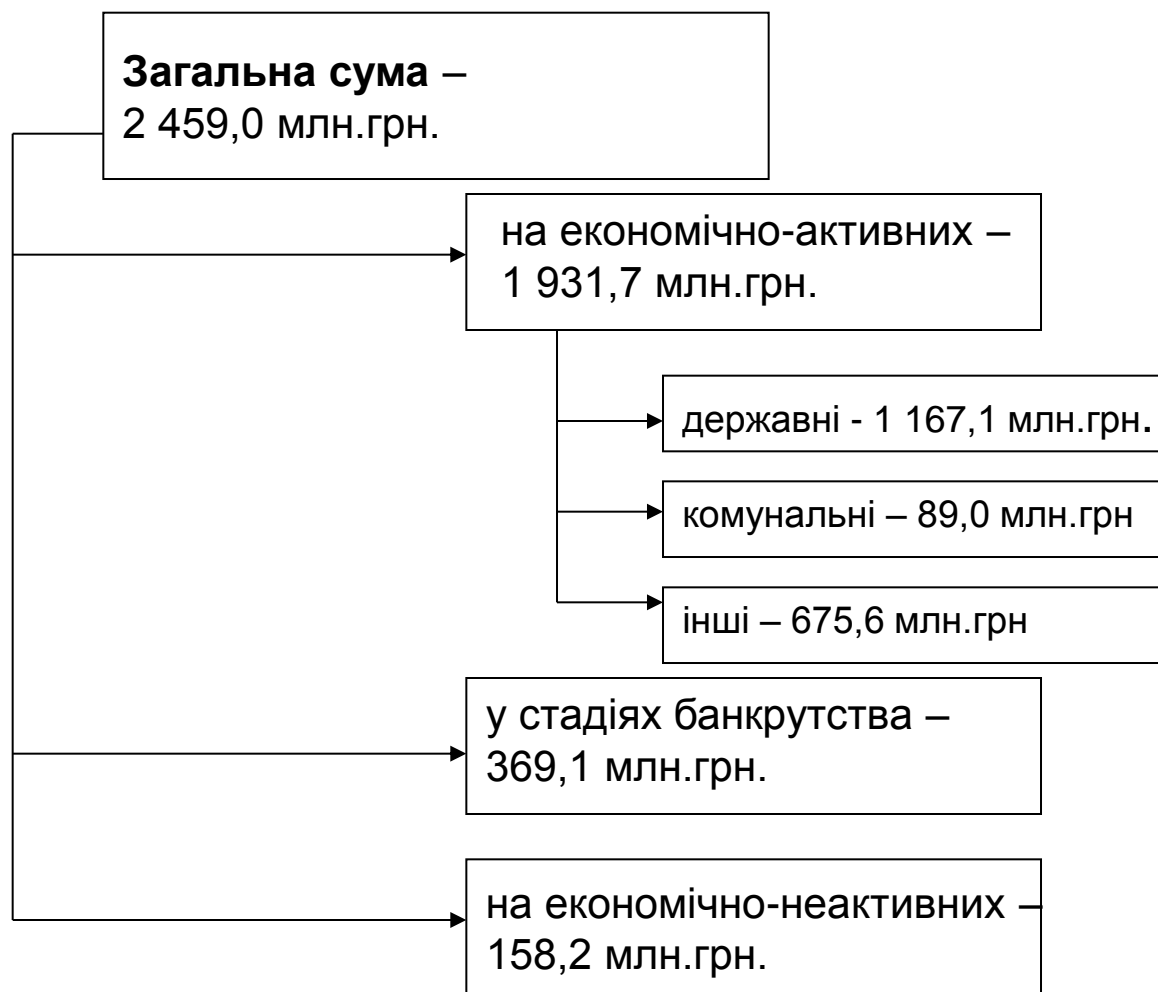 Загальна сума –
2 459,0 млн.грн.
на економічно-активних –
1 931,7 млн.грн.
державні - 1 167,1 млн.грн.
комунальні – 89,0 млн.грн
інші – 675,6 млн.грн
у стадіях банкрутства –
369,1 млн.грн.
на економічно-неактивних –
158,2 млн.грн.